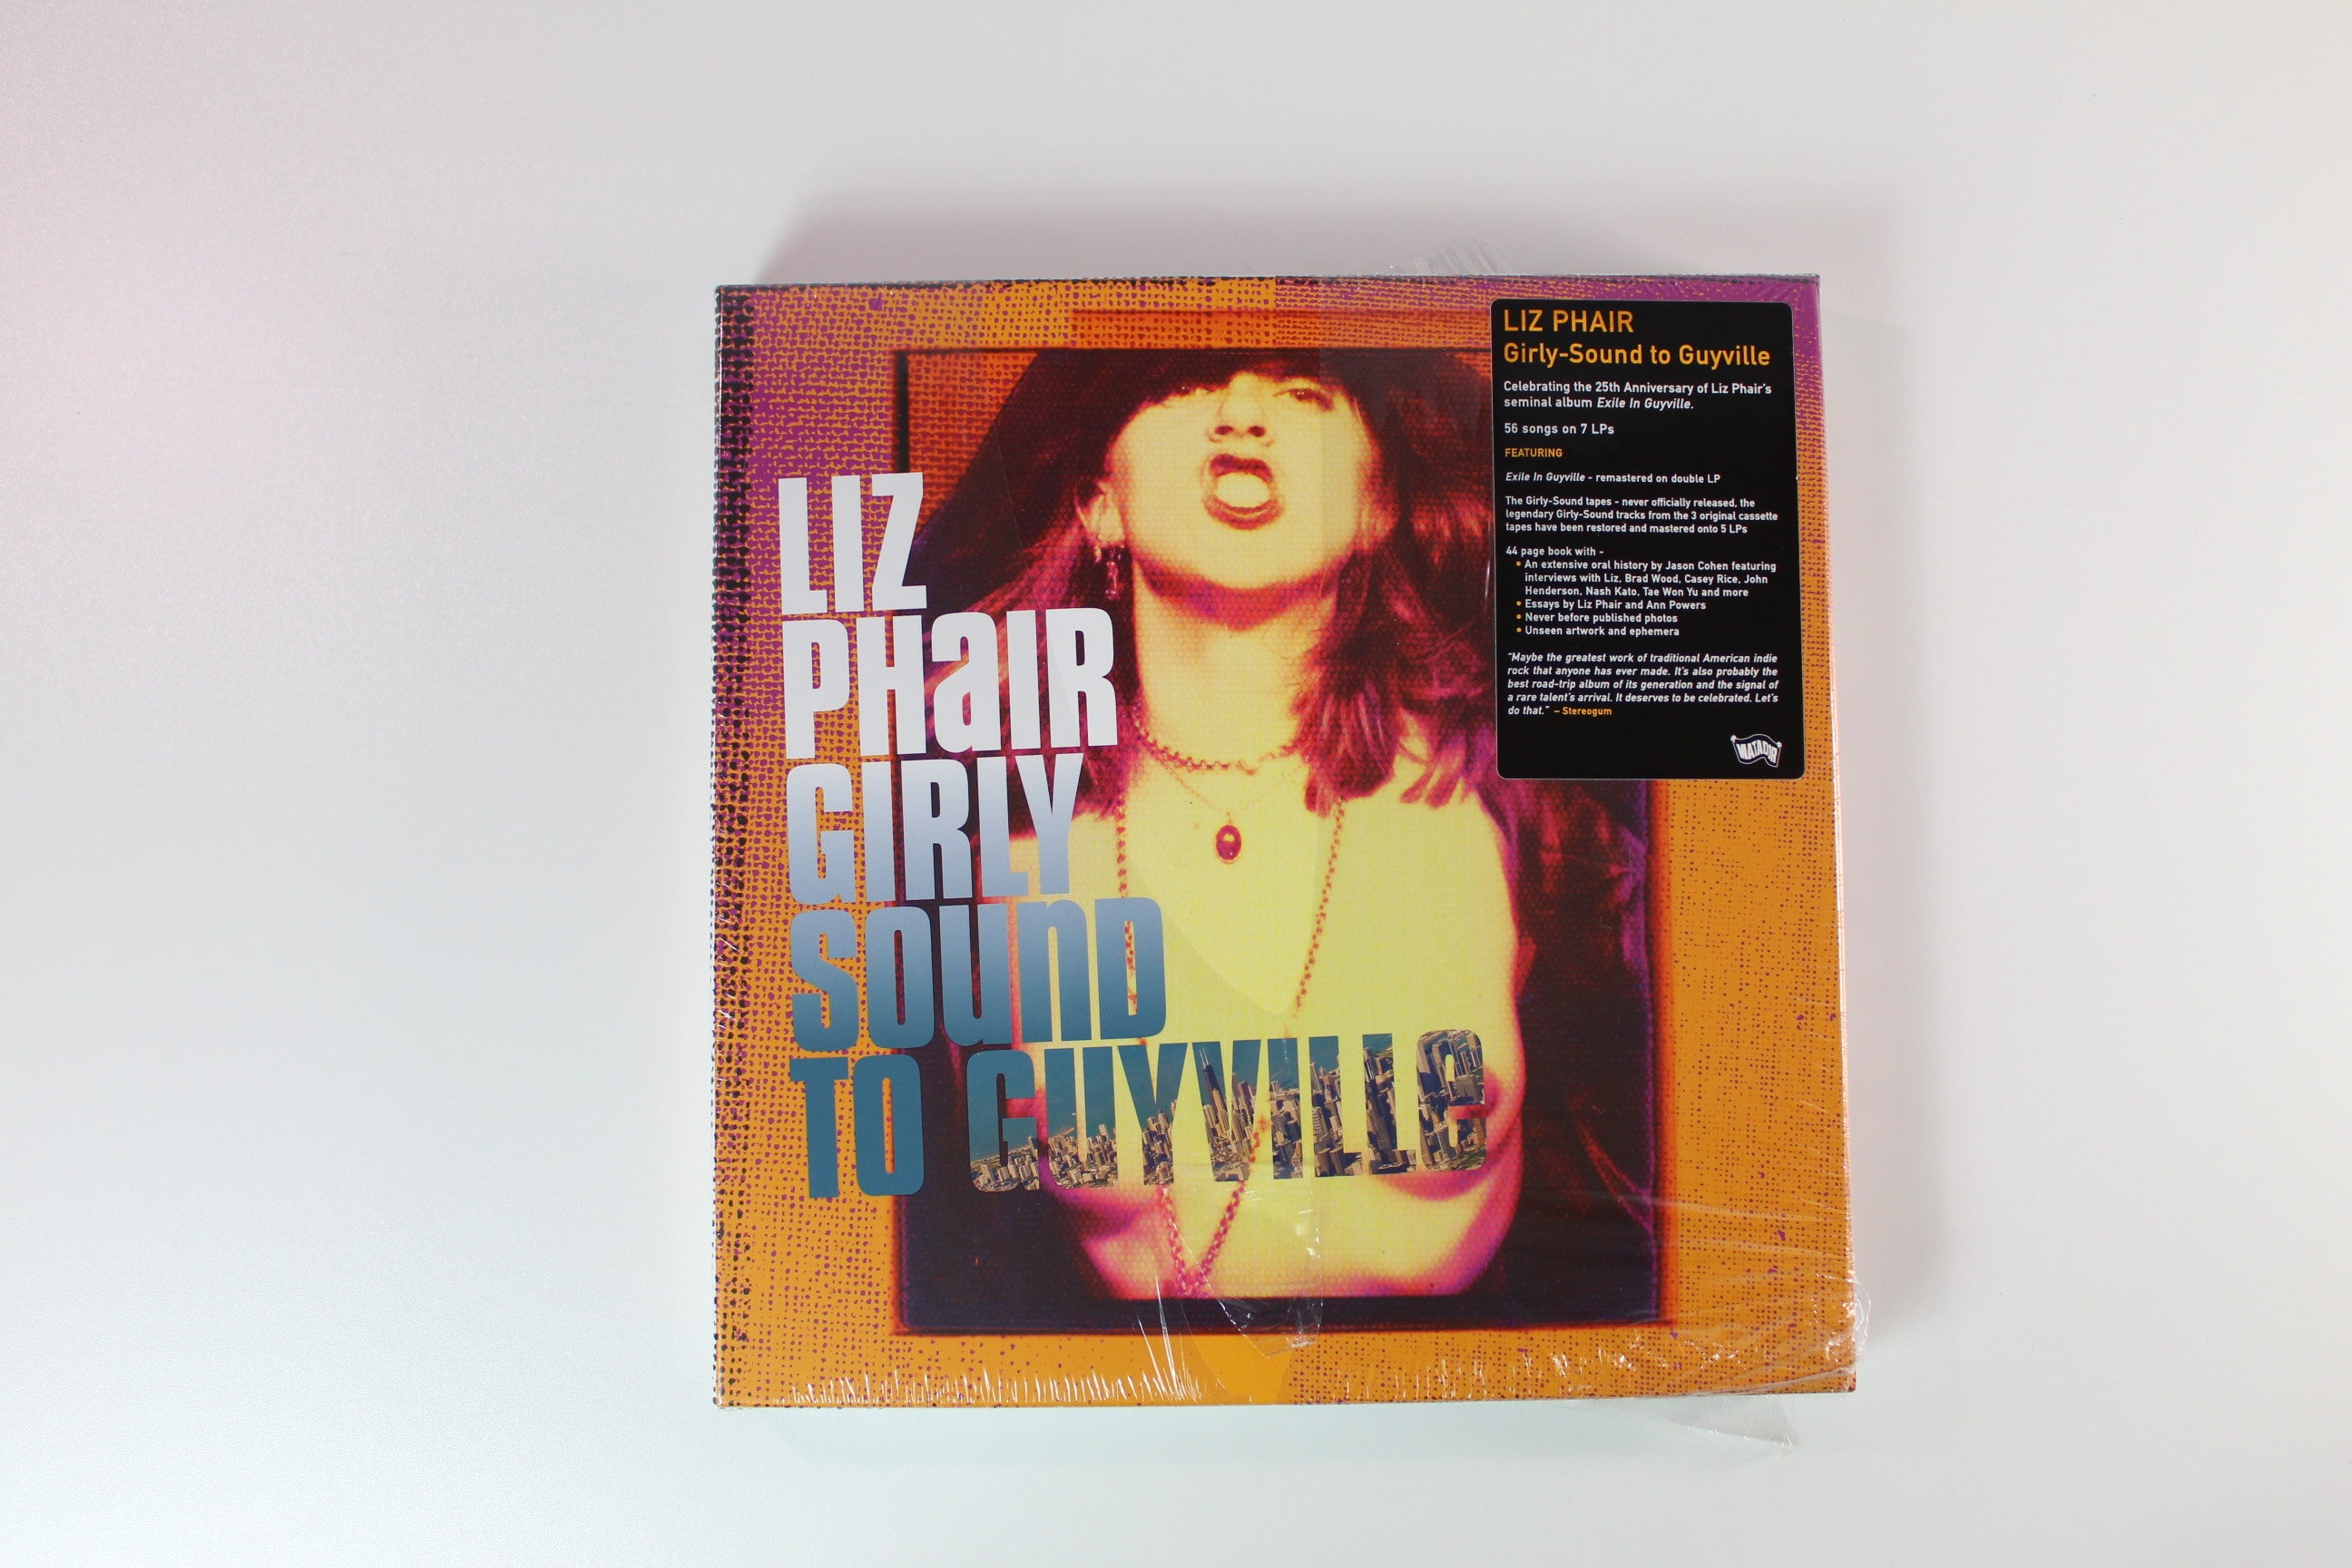 LIZ
PHaIR
GIRLY
SOunD
TO GUYVILLe
LIZ PHAIR
Girly-Sound to Guyville
Celebrating the 25th Anniversary of Liz Phair's
seminal album Exile In Guyville.
56 songs on 7 LPs
FEATURING
Exile In Guyville - remastered on double LP
The Girly-Sound tapes - never officially released, the
legendary Girly-Sound tracks from the 3 original cassette
tapes have been restored and mastered onto 5 LPs
44 page book with -
• An extensive oral history by Jason Cohen featuring
interviews with Liz, Brad Wood, Casey Rice, John
Henderson, Nash Kato, Tae Won Yu and more
• Essays by Liz Phair and Ann Powers
• Never before published photos
• Unseen artwork and ephemera
"Maybe the greatest work of traditional American indie
rock that anyone has ever made. It's also probably the
best road-trip album of its generation and the signal of
a rare talent's arrival. It deserves to be celebrated. Let's
do that." – Stereogum
MATADOR